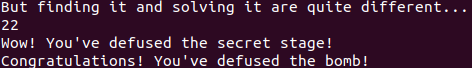 But finding it and solving it are quite different...
22
Wow! You've defused the secret stage!
Congratulations! You've defused the bomb!